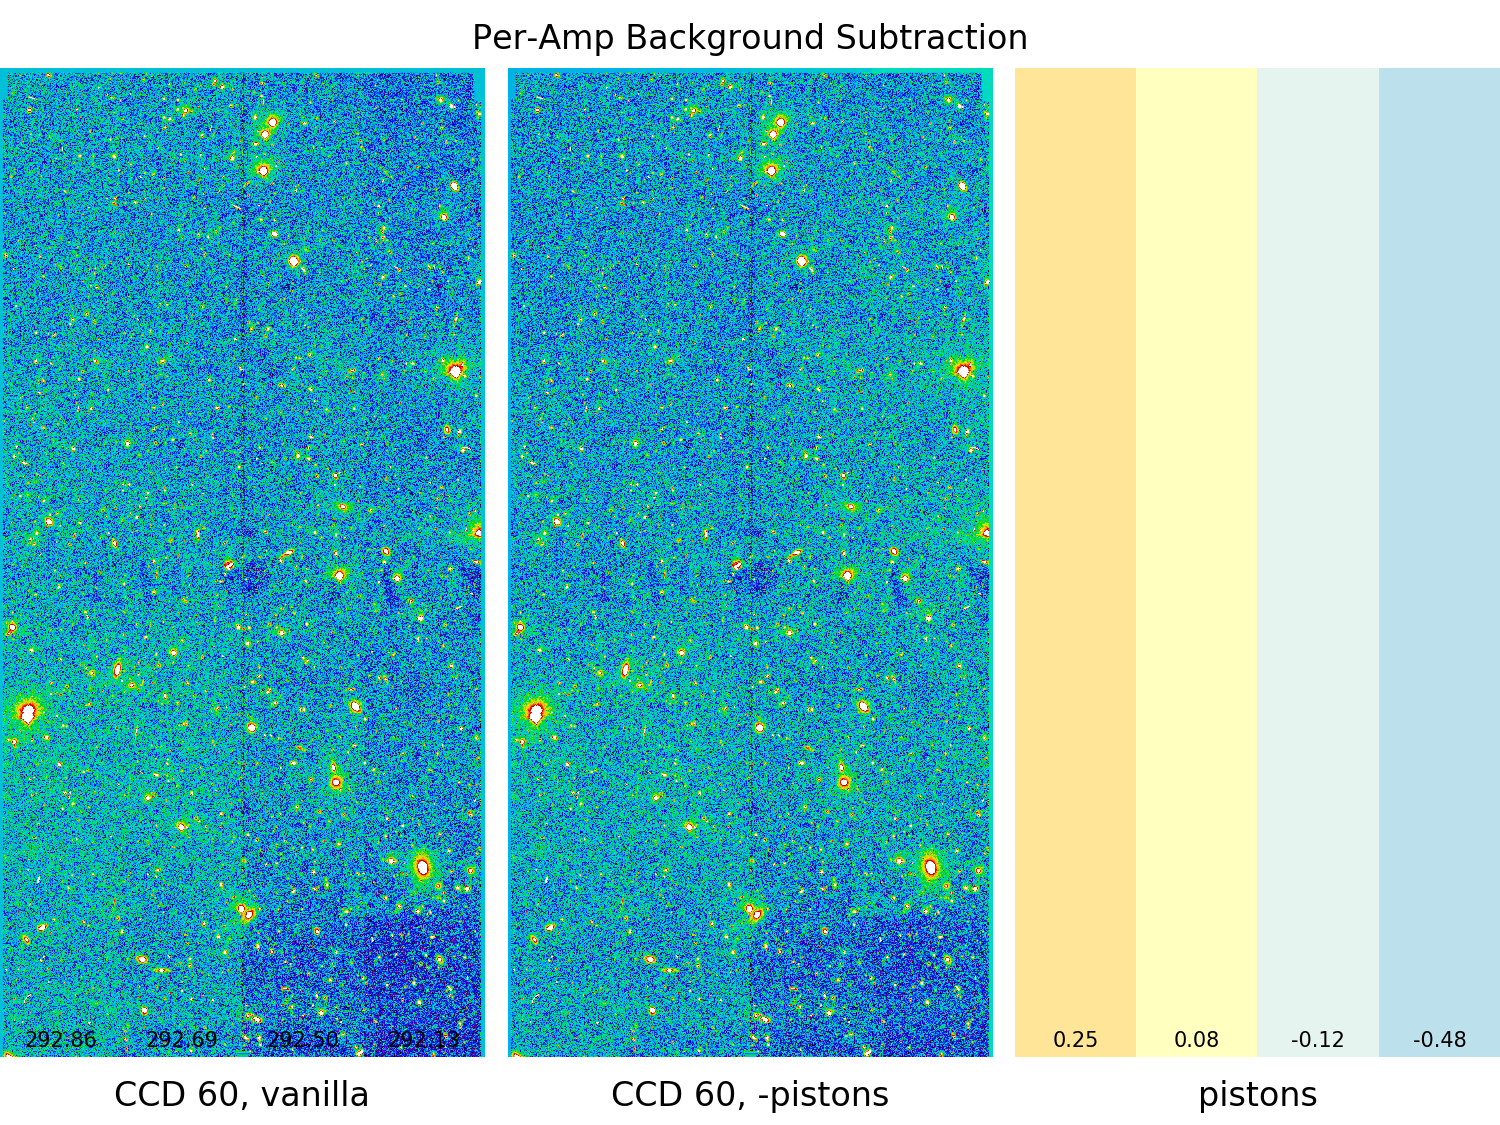 Per-Amp Background Subtraction
292.86 292.69 292.50 292.13
0.25 0.08 -0.12 -0.48
CCD 60, vanilla
CCD 60, -pistons
pistons